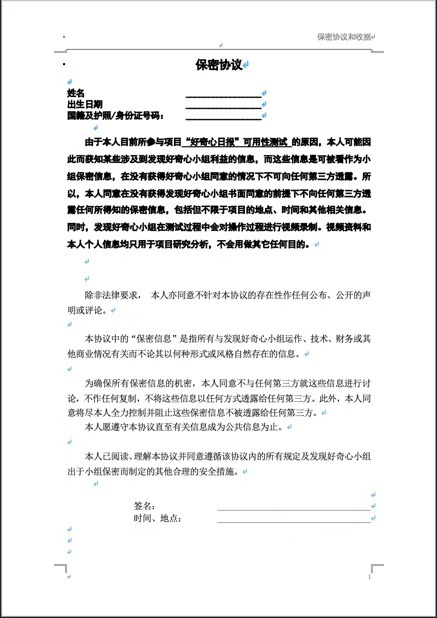 保密协议和收据
保密协议
姓名
出生日期
国籍及护照/身份证号码：
由于本人目前所参与项目“好奇心日报”可用性测试 的原因，本人可能因
此而获知某些涉及到发现好奇心小组利益的信息，而这些信息是可被看作为小
组保密信息，在没有获得好奇心小组同意的情况下不可向任何第三方透露。所
以，本人同意在没有获得发现好奇心小组书面同意的前提下不向任何第三方透
露任何所得知的保密信息，包括但不限于项目的地点、时间和其他相关信息。
同时，发现好奇心小组在测试过程中会对操作过程进行视频录制。视频资料和
本人个人信息均只用于项目研究分析，不会用做其它任何目的。
除非法律要求， 本人亦同意不针对本协议的存在性作任何公布、公开的声
明或评论。
本协议中的“保密信息”是指所有与发现好奇心小组运作、技术、财务或其
他商业情况有关而不论其以何种形式或风格自然存在的信息。
为确保所有保密信息的机密，本人同意不与任何第三方就这些信息进行讨
论，不作任何复制，不将这些信息以任何方式透露给任何第三方。此外，本人同
意将尽本人全力控制并阻止这些保密信息不被透露给任何第三方。
本人愿遵守本协议直至有关信息成为公共信息为止。
本人已阅读、理解本协议并同意遵循该协议内的所有规定及发现好奇心小组
出于小组保密而制定的其他合理的安全措施。
签名：
时间、地点：
1